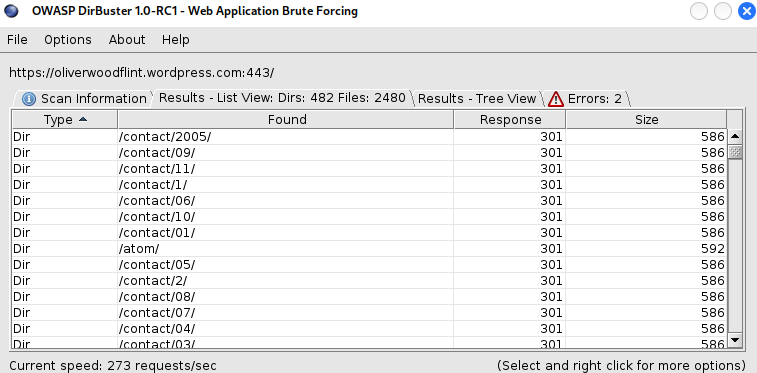 OWASP DirBuster 1.0-RC1 - Web Application Brute Forcing
File Options About Help
https://oliverwoodflint.wordpress.com:443/
Scan Information Results - List View: Dirs: 482 Files: 2480 Results - Tree View Errors: 2
Type Found Response Size
Dir /contact/2005/ 301 586
Dir /contact/09/ 301 586
Dir /contact/11/ 301 586
Dir /contact/1/ 301 586
Dir /contact/06/ 301 586
Dir /contact/10/ 301 586
Dir /contact/01/ 301 586
Dir /atom/ 301 592
Dir /contact/05/ 301 586
Dir /contact/2/ 301 586
Dir /contact/08/ 301 586
Dir /contact/07/ 301 586
Dir /contact/04/ 301 586
Dir /contact/03/ 301 586
Current speed: 273 requests/sec (Select and right click for more options)